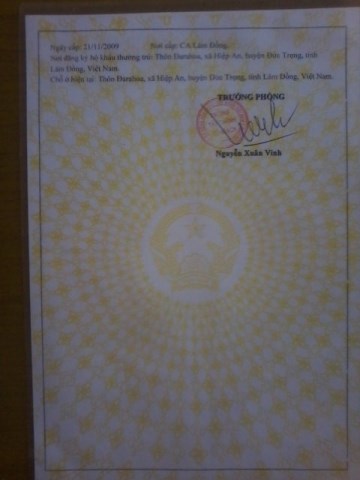 Ngày cấp: 21/11/2009 Nơi cấp: CA Lâm Đồng.
Nơi đăng ký hộ khẩu thường trú: Thôn Đarahoa, xã Hiệp An, huyện Đức Trọng, tỉnh
Lâm Đồng, Việt Nam.
Chỗ ở hiện tại: Thôn Đarahoa, xã Hiệp An, huyện Đức Trọng, tỉnh Lâm Đồng, Việt Nam.
TRƯỞNG PHÒNG
Nguyễn Xuân Vinh